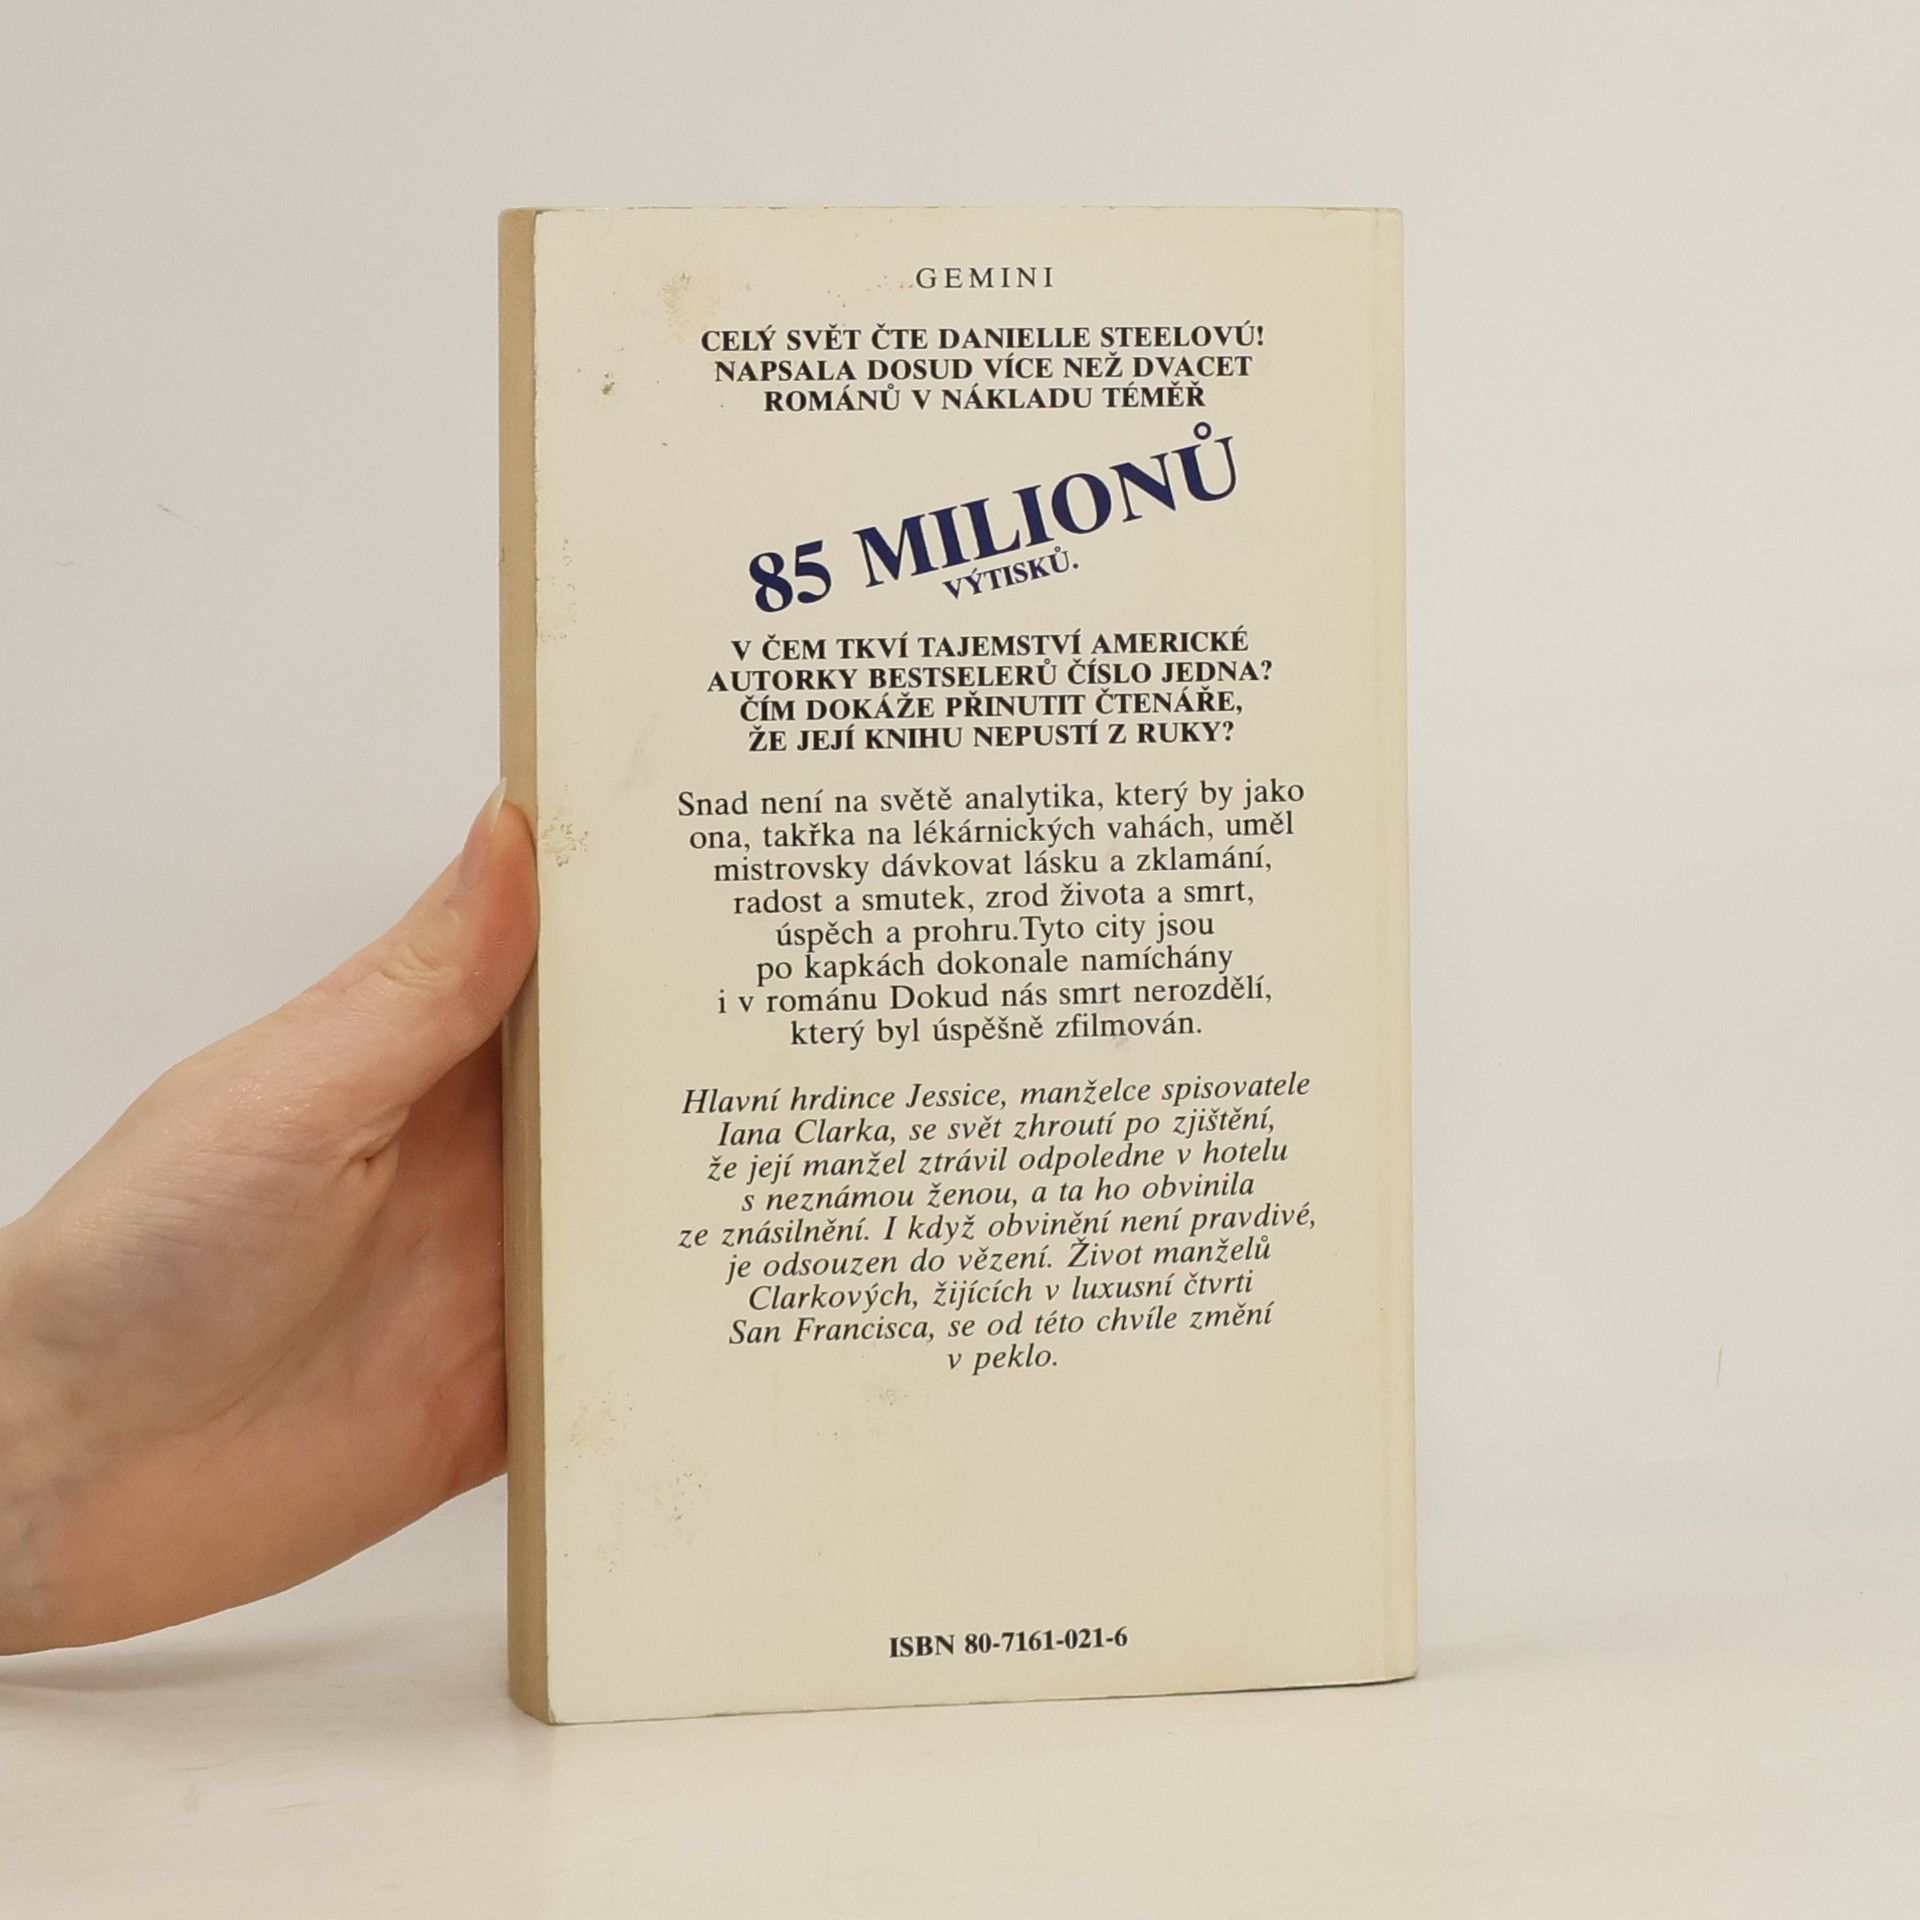 GEMINI
CELÝ SVĚT ČTE DANIELLE STEELOVÚ!
NAPSALA DOSUD VÍCE NEŽ DVACET
ROMÁNŮ V NÁKLADU TÉMĚŘ
85 MILIONŮ
VÝTISKŮ.
V ČEM TKVÍ TAJEMSTVÍ AMERICKÉ
AUTORKY BESTSELERŮ ČÍSLO JEDNA?
ČÍM DOKÁŽE PŘINUTIT ČTENÁŘE,
ŽE JEJÍ KNIHU NEPUSTÍ Z RUKY?
Snad není na světě analytika, který by jako
ona, takřka na lékárnických vahách, uměl
mistrovsky dávkovat lásku a zklamání,
radost a smutek, zrod života a smrt,
úspěch a prohru.Tyto city jsou
po kapkách dokonale namíchány
i v románu Dokud nás smrt nerozdělí,
který byl úspěšně zfilmován.
Hlavní hrdince Jessice, manželce spisovatele
Iana Clarka, se svět zhroutí po zjištění,
že její manžel ztrávil odpoledne v hotelu
s neznámou ženou, a ta ho obvinila
ze znásilnění. I když obvinění není pravdivé,
je odsouzen do vězení. Život manželů
Clarkových, žijících v luxusní čtvrti
San Francisca, se od této chvíle změní
v peklo.
ISBN 80-7161-021-6